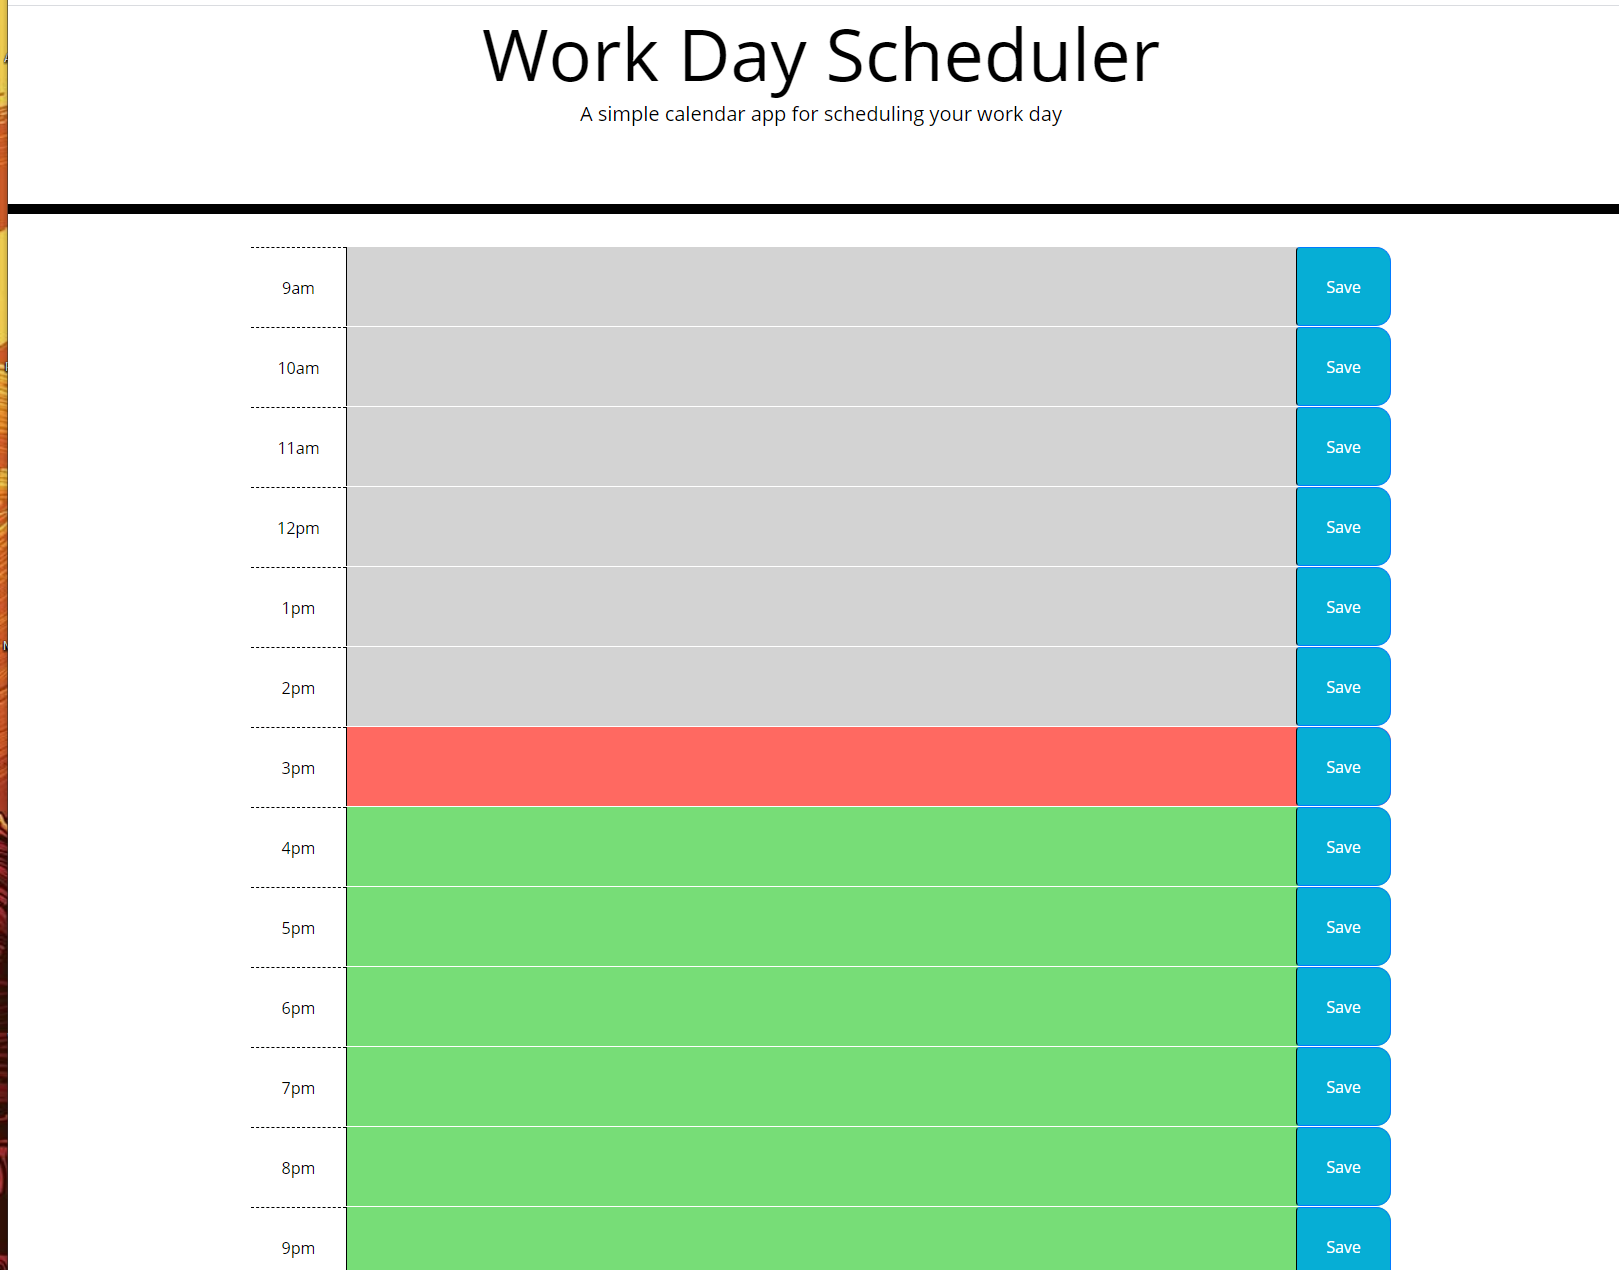 Work Day Scheduler
A simple calendar app for scheduling your work day
9am Save
10am Save
11am Save
12pm Save
1pm Save
2pm Save
3pm Save
4pm Save
5pm Save
6pm Save
7pm Save
8pm Save
9pm Save